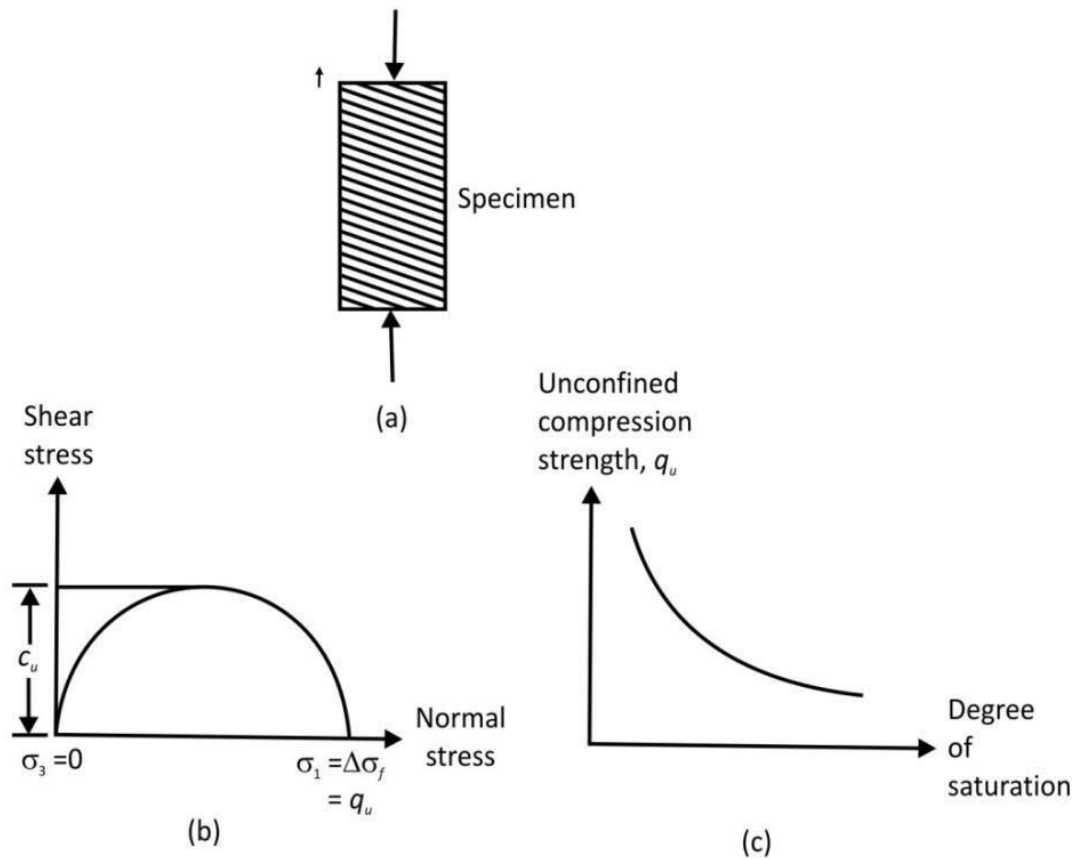 Specimen
(a)
Shear
stress
c_u
σ_3 =0
Normal
stress
σ_1 =Δσ_f
= q_u
(b)
Unconfined
compression
strength, q_u
Degree
of
saturation
(c)